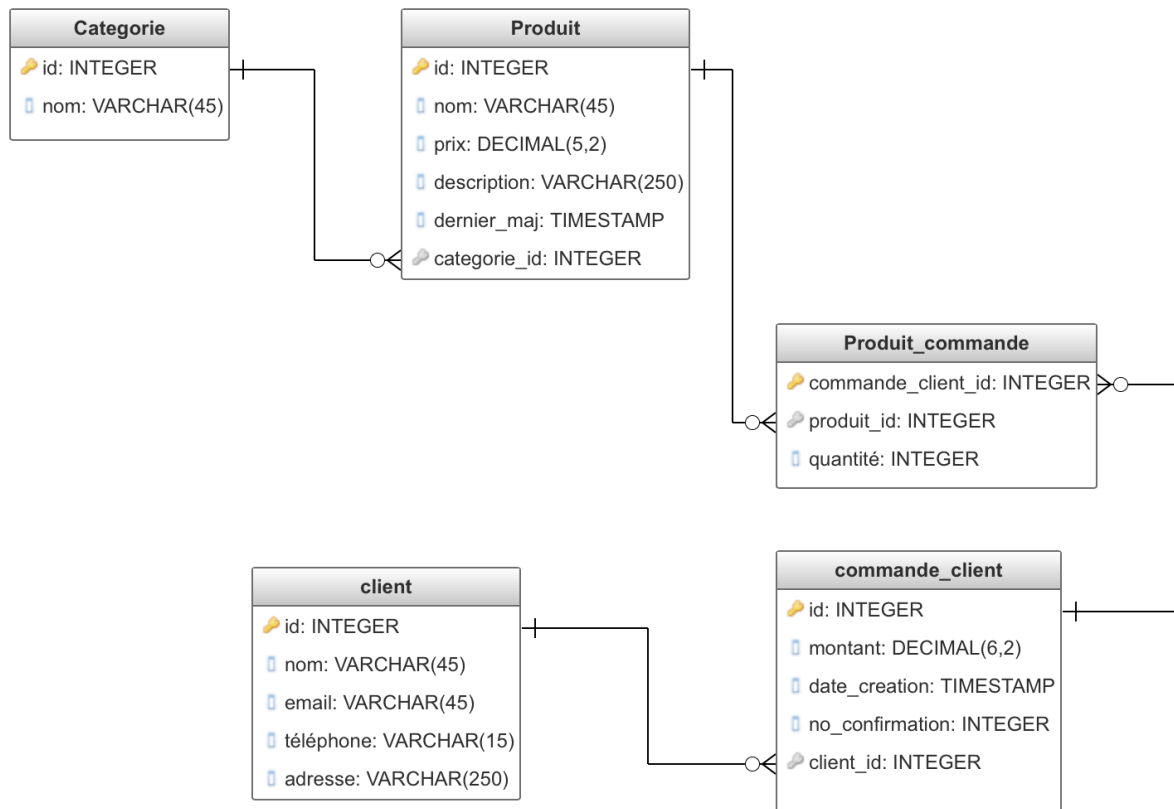 Categorie
id: INTEGER
nom: VARCHAR(45)
Produit
id: INTEGER
nom: VARCHAR(45)
prix: DECIMAL(5,2)
description: VARCHAR(250)
dernier_maj: TIMESTAMP
categorie_id: INTEGER
Produit_commande
commande_client_id: INTEGER
produit_id: INTEGER
quantité: INTEGER
client
id: INTEGER
nom: VARCHAR(45)
email: VARCHAR(45)
téléphone: VARCHAR(15)
adresse: VARCHAR(250)
commande_client
id: INTEGER
montant: DECIMAL(6,2)
date_creation: TIMESTAMP
no_confirmation: INTEGER
client_id: INTEGER